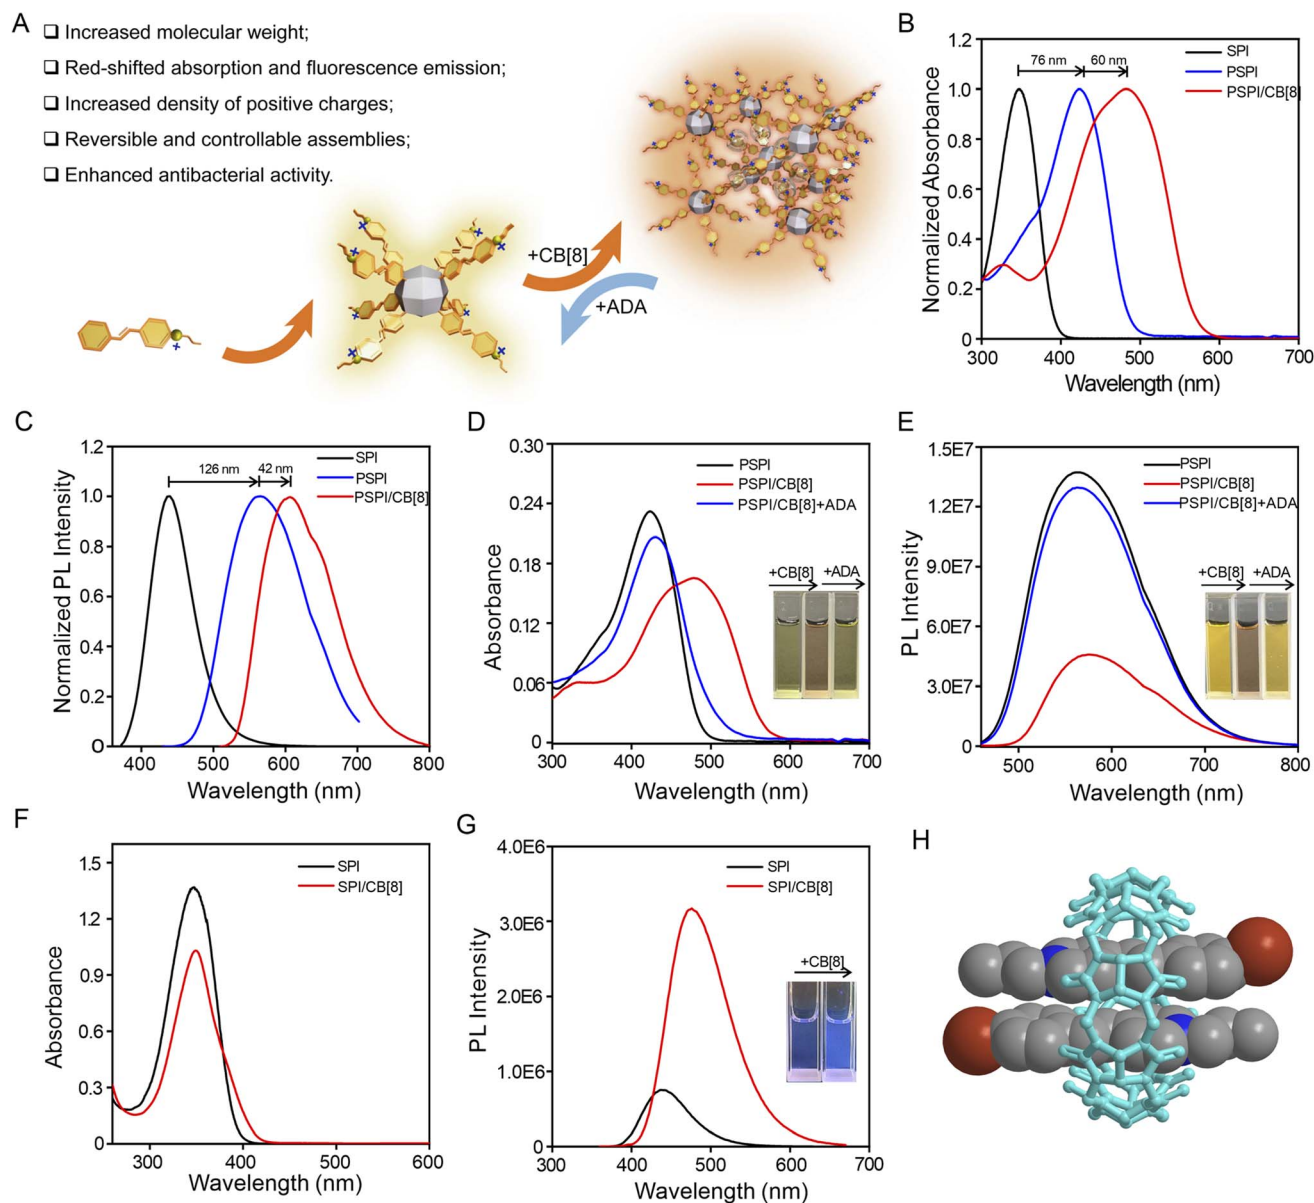 A
❑ Increased molecular weight;
❑ Red-shifted absorption and fluorescence emission;
❑ Increased density of positive charges;
❑ Reversible and controllable assemblies;
❑ Enhanced antibacterial activity.
+CB[8]
+ADA
B
Normalized Absorbance
1.2
1.0
0.8
0.6
0.4
0.2
0
76 nm
60 nm
SPI
PSPI
PSPI/CB[8]
300 400 500 600 700
Wavelength (nm)
C
Normalized PL Intensity
1.2
1.0
0.8
0.6
0.4
0.2
0
126 nm
42 nm
SPI
PSPI
PSPI/CB[8]
400 500 600 700 800
Wavelength (nm)
D
Absorbance
0.30
0.24
0.18
0.12
0.06
0
PSPI
PSPI/CB[8]
PSPI/CB[8]+ADA
+CB[8] +ADA
300 400 500 600 700
Wavelength (nm)
E
PL Intensity
1.5E7
1.2E7
9.0E7
6.0E7
3.0E7
0
PSPI
PSPI/CB[8]
PSPI/CB[8]+ADA
+CB[8] +ADA
500 600 700 800
Wavelength (nm)
F
Absorbance
1.5
1.2
0.9
0.6
0.3
0
SPI
SPI/CB[8]
300 400 500 600
Wavelength (nm)
G
PL Intensity
4.0E6
3.0E6
2.0E6
1.0E6
0
SPI
SPI/CB[8]
+CB[8]
300 400 500 600 700
Wavelength (nm)
H